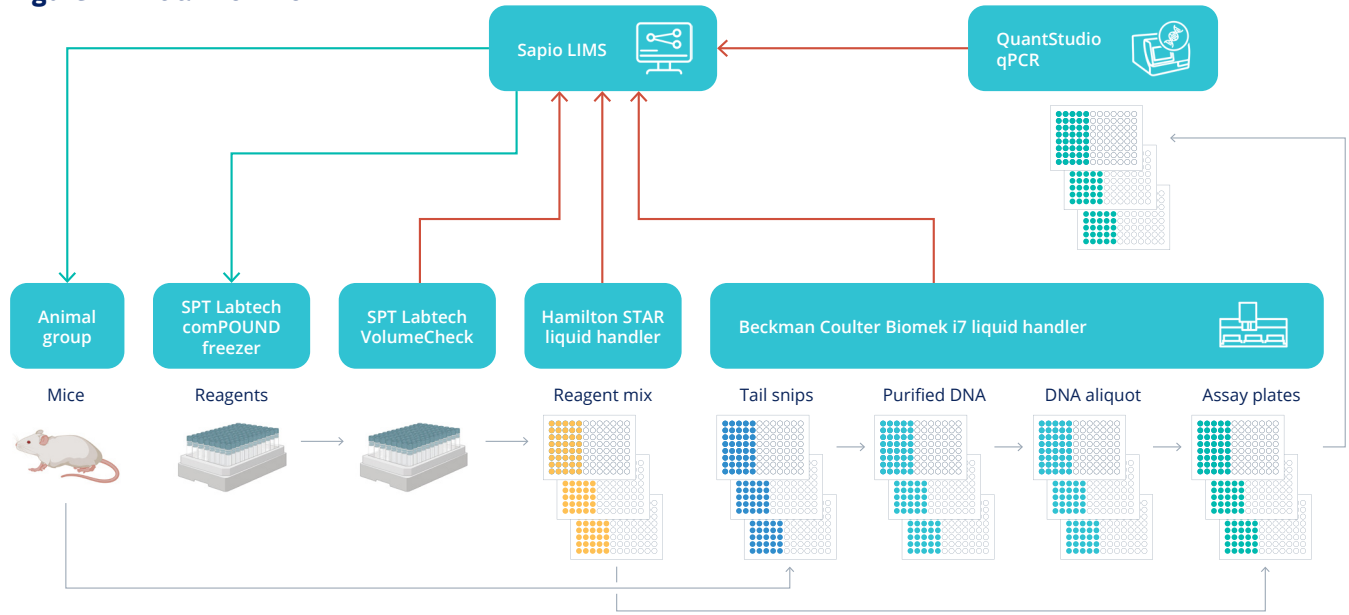 Sapio LIMS
QuantStudio
qPCR
Animal
group
SPT Labtech
comPOUND
freezer
SPT Labtech
VolumeCheck
Hamilton STAR
liquid handler
Beckman Coulter Biomek i7 liquid handler
Mice
Reagents
Reagent mix
Tail snips
Purified DNA
DNA aliquot
Assay plates